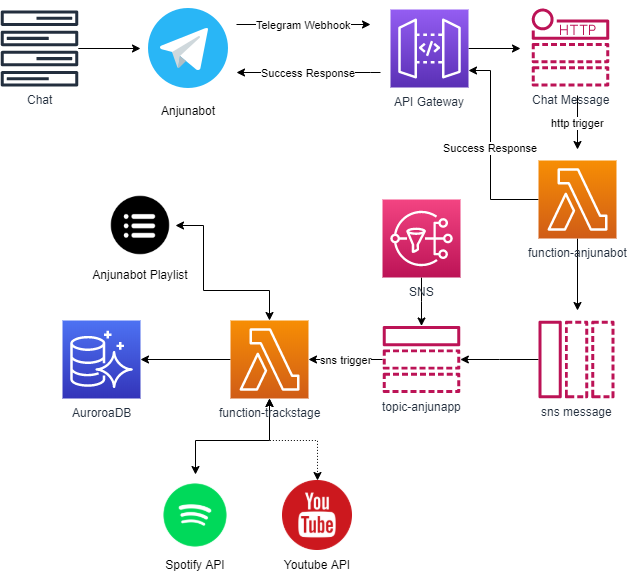 Telegram Webhook
Success Response
HTTP
Chat
Anjunabot
API Gateway
Chat Message
http trigger
Success Response
function-anjunabot
Anjunabot Playlist
SNS
AuroroaDB
function-trackstage
sns trigger
topic-anjunapp
sns message
You
Tube
Spotify API
Youtube API